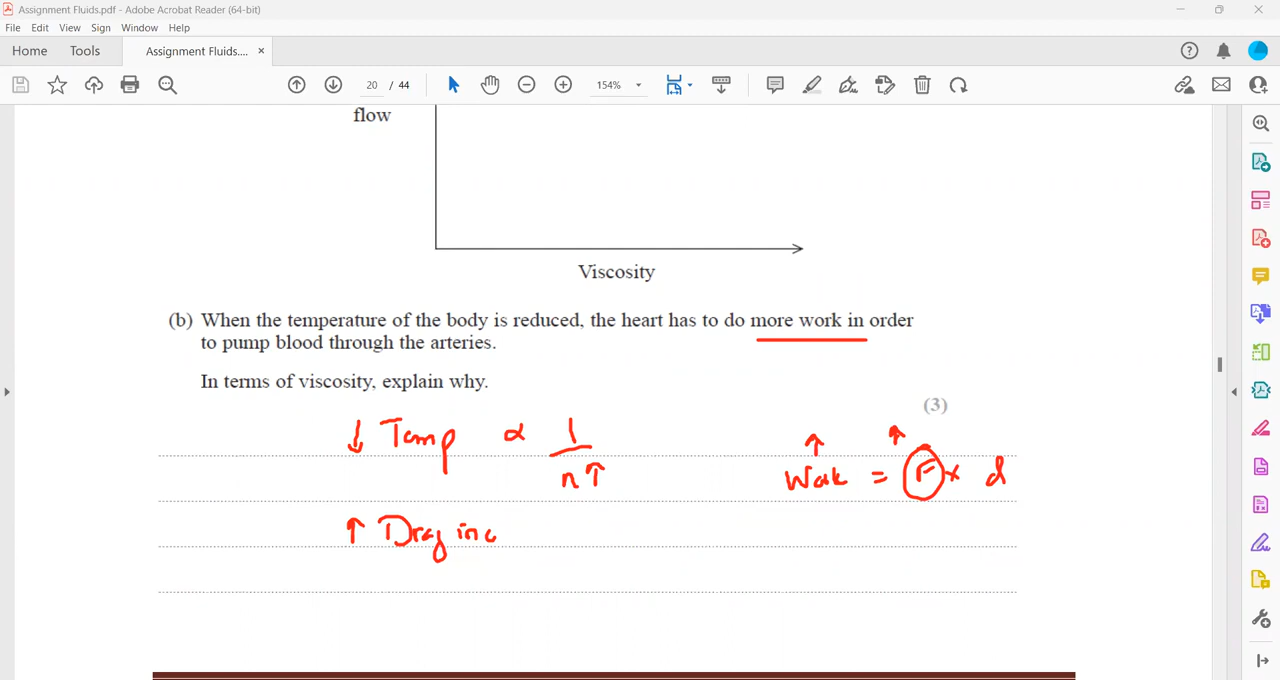 Assignment Fluids.pdf - Adobe Acrobat Reader (64-bit)
File Edit View Sign Window Help
Home Tools Assignment Fluids.... ×
20 / 44 154%
flow
Viscosity
(b) When the temperature of the body is reduced, the heart has to do more work in order
to pump blood through the arteries.
In terms of viscosity, explain why.
(3)
↓ Temp ∝ 1/η↑
↑ Work = ↑ F × d
↑ Drag inc